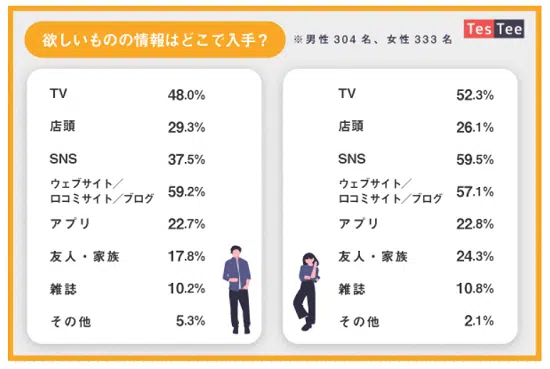 欲しいものの情報はどこで入手？
※男性304名、女性333名
TesTee
TV 48.0%
店頭 29.3%
SNS 37.5%
ウェブサイト／
口コミサイト／ブログ 59.2%
アプリ 22.7%
友人・家族 17.8%
雑誌 10.2%
その他 5.3%
TV 52.3%
店頭 26.1%
SNS 59.5%
ウェブサイト／
口コミサイト／ブログ 57.1%
アプリ 22.8%
友人・家族 24.3%
雑誌 10.8%
その他 2.1%